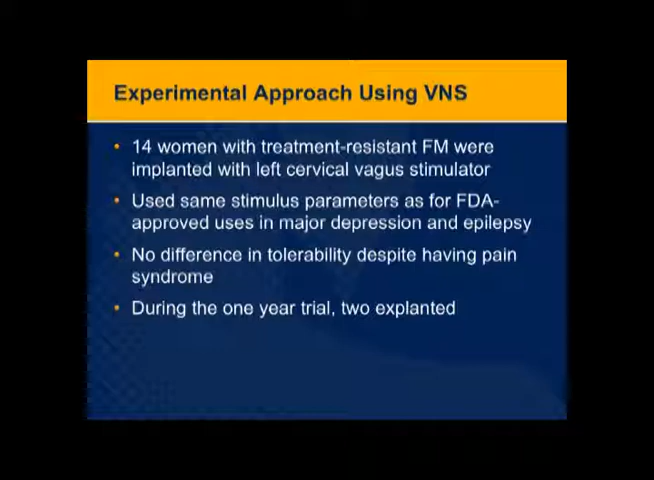 Experimental Approach Using VNS
• 14 women with treatment-resistant FM were
implanted with left cervical vagus stimulator
• Used same stimulus parameters as for FDA-
approved uses in major depression and epilepsy
• No difference in tolerability despite having pain
syndrome
• During the one year trial, two explanted